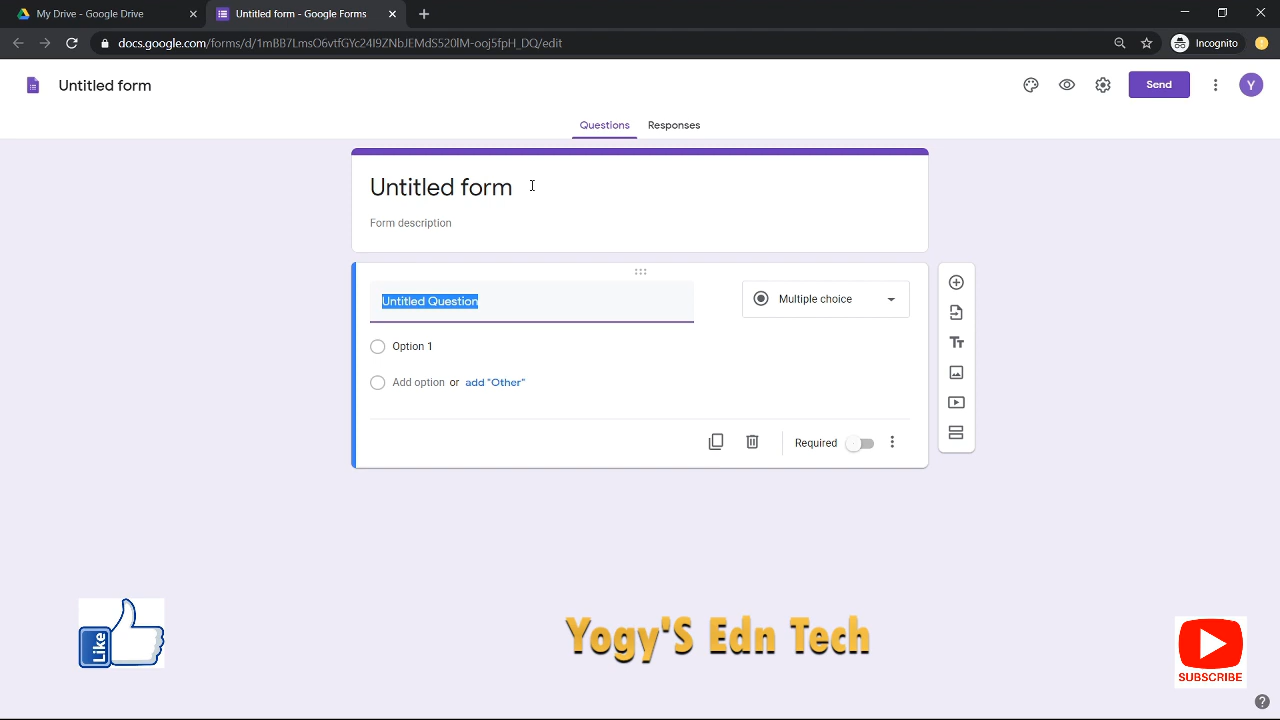 My Drive - Google Drive
Untitled form - Google Forms
docs.google.com/forms/d/1mBB7LmsO6vtfGYc24I9ZNbJEMdS520lM-ooj5fpH_DQ/edit
Incognito
Untitled form
Send
Y
Questions
Responses
Untitled form
Form description
Untitled Question
Multiple choice
Option 1
Add option or add "Other"
Required
Like
Yogy'S Edn Tech
SUBSCRIBE